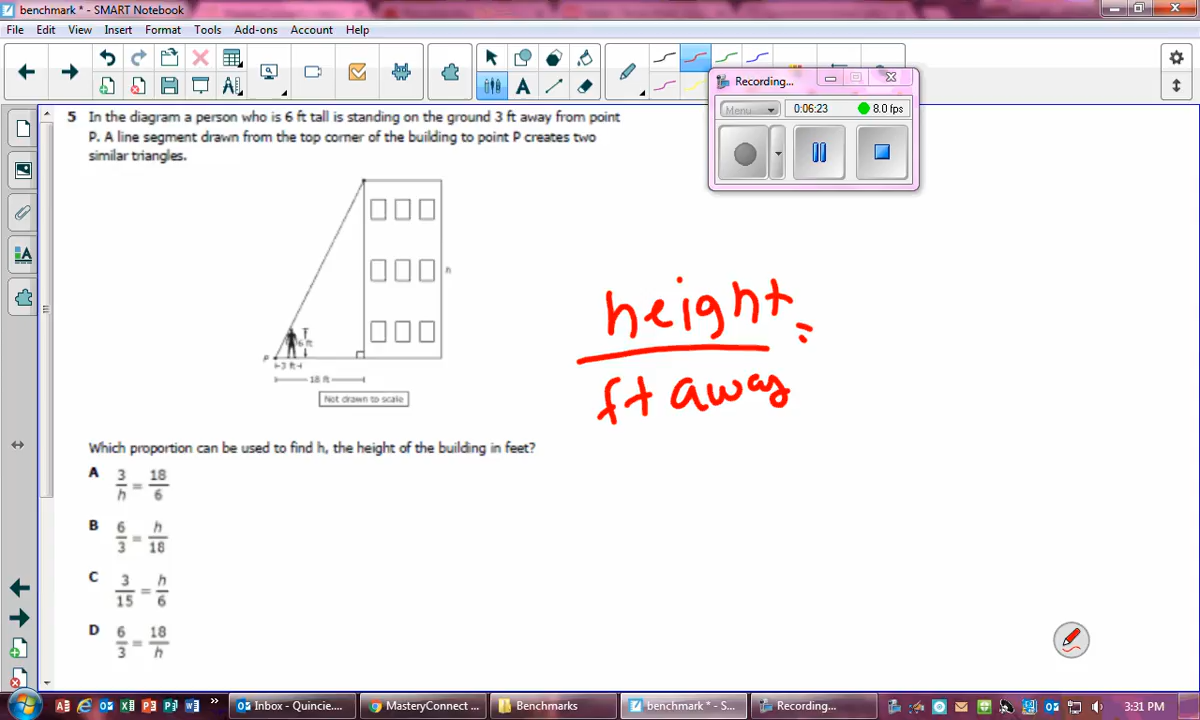 benchmark * - SMART Notebook
File Edit View Insert Format Tools Add-ons Account Help
Recording...
Menu 0:06:23 8.0 fps
5 In the diagram a person who is 6 ft tall is standing on the ground 3 ft away from point
P. A line segment drawn from the top corner of the building to point P creates two
similar triangles.
h
6 ft
P
3 ft
18 ft
Not drawn to scale
height =
ft away
Which proportion can be used to find h, the height of the building in feet?
A 3/h = 18/6
B 6/3 = h/18
C 3/15 = h/6
D 6/3 = 18/h
Inbox - Quincie.... MasteryConnect ... Benchmarks benchmark * - S... Recording... 3:31 PM